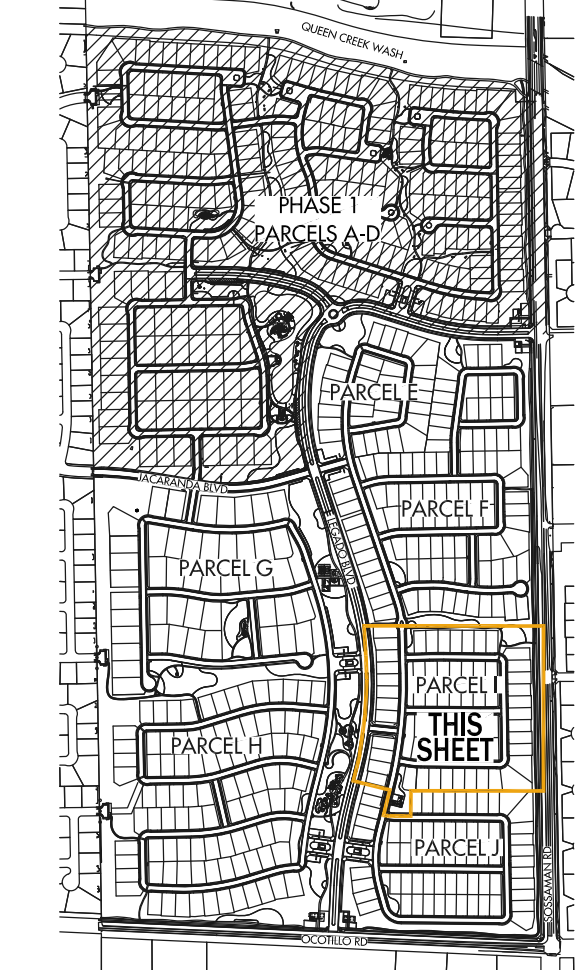 QUEEN CREEK WASH
PHASE 1
PARCELS A-D
PARCEL E
JACARANDA BLVD
PARCEL F
LEGADO BLVD
PARCEL G
PARCEL I
THIS
SHEET
PARCEL H
PARCEL J
SOSSAMAN RD
OCOTILLO RD